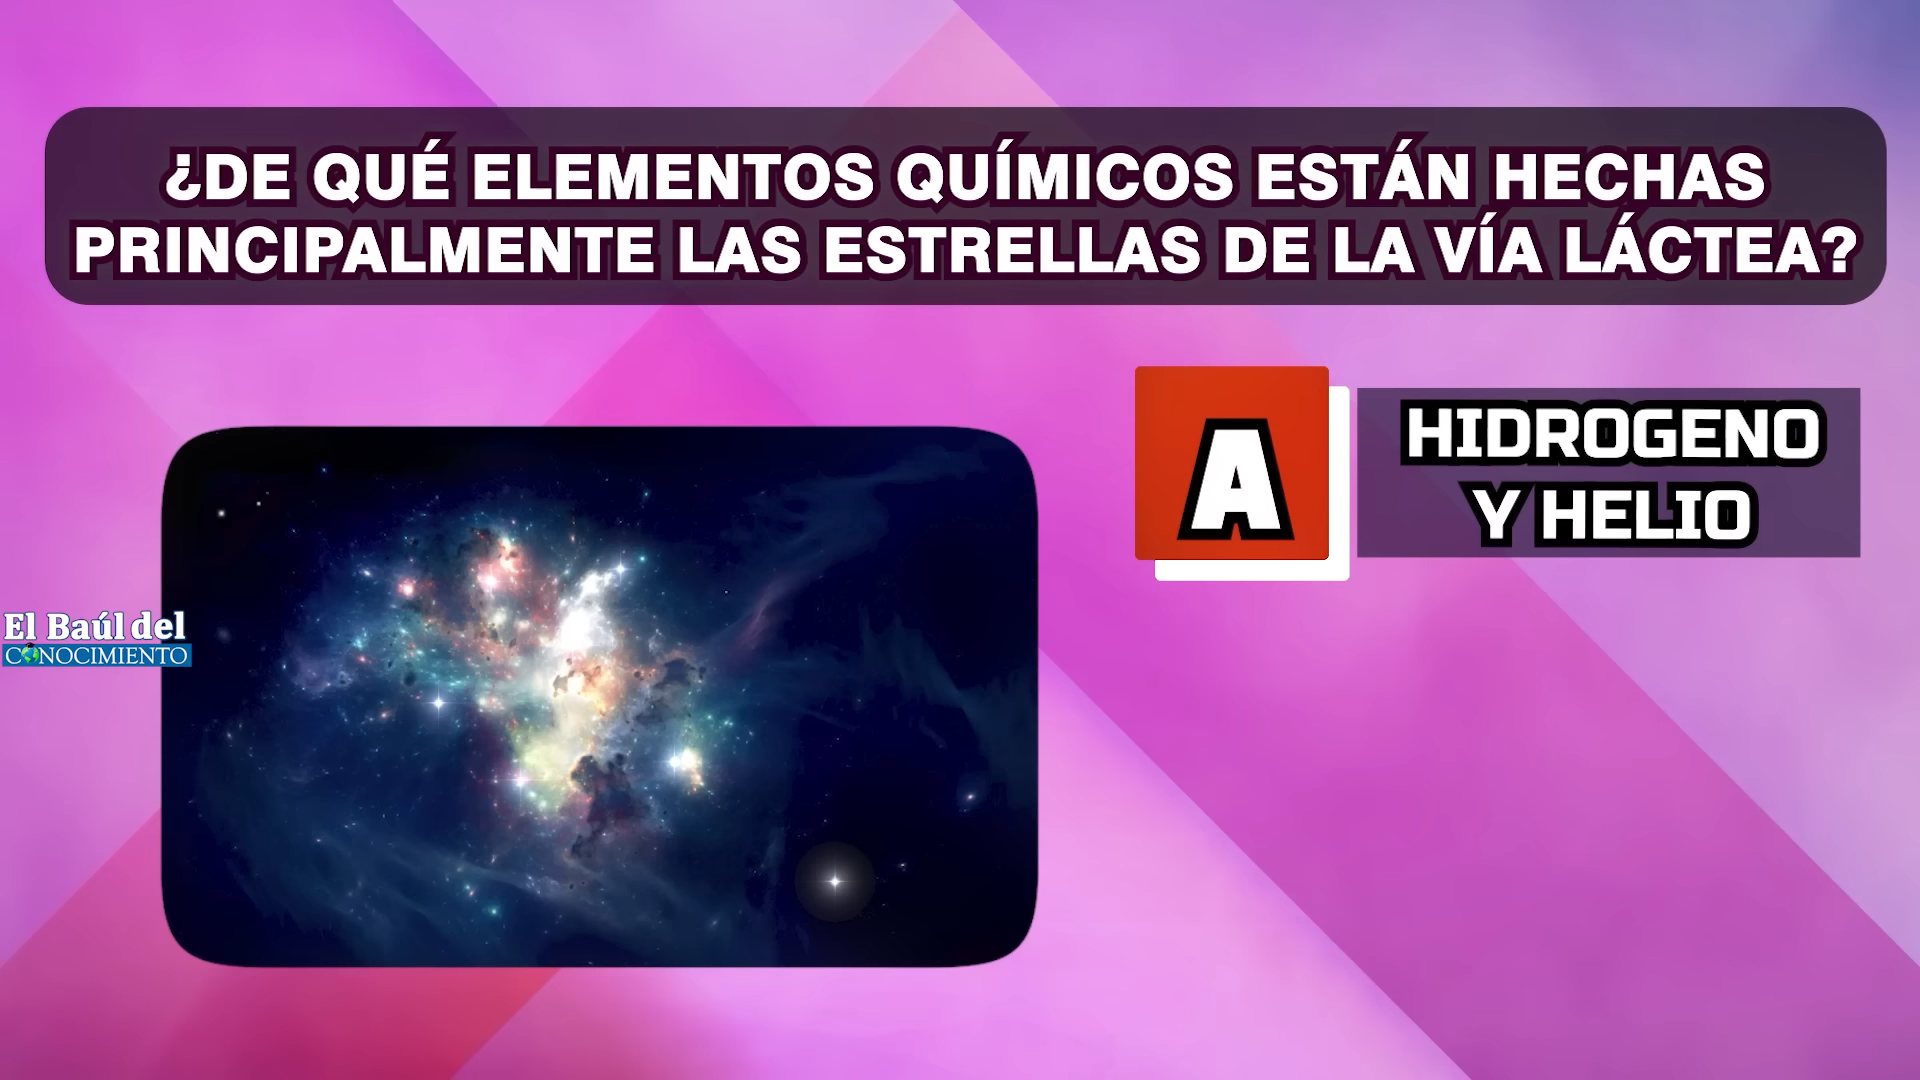 ¿DE QUÉ ELEMENTOS QUÍMICOS ESTÁN HECHAS
PRINCIPALMENTE LAS ESTRELLAS DE LA VÍA LÁCTEA?
A
HIDROGENO
Y HELIO
El Baúl del
CONOCIMIENTO